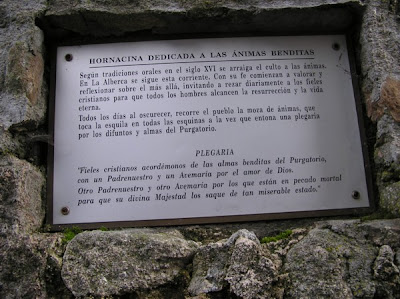 HORNACINA DEDICADA A LAS ÁNIMAS BENDITAS
Según tradiciones orales en el siglo XVI se arraiga el culto a las ánimas.
En La Alberca se sigue esta corriente. Con su fe comienzan a valorar y
reflexionar sobre el más allá, invitando a rezar diariamente a los fieles
cristianos para que todos los hombres alcancen la resurrección y la vida
eterna.
Todos los dias al oscurecer, recorre el pueblo la moza de ánimas, que
toca la esquila en todas las esquinas a la vez que entona una plegaria
por los difuntos y almas del Purgatorio.
PLEGARIA
"Fieles cristianos acordémonos de las almas benditas del Purgatorio,
con un Padrenuestro y un Avemaria por el amor de Dios.
Otro Padrenuestro y otro Avemaria por los que están en pecado mortal
para que su divina Majestad los saque de tan miserable estado."